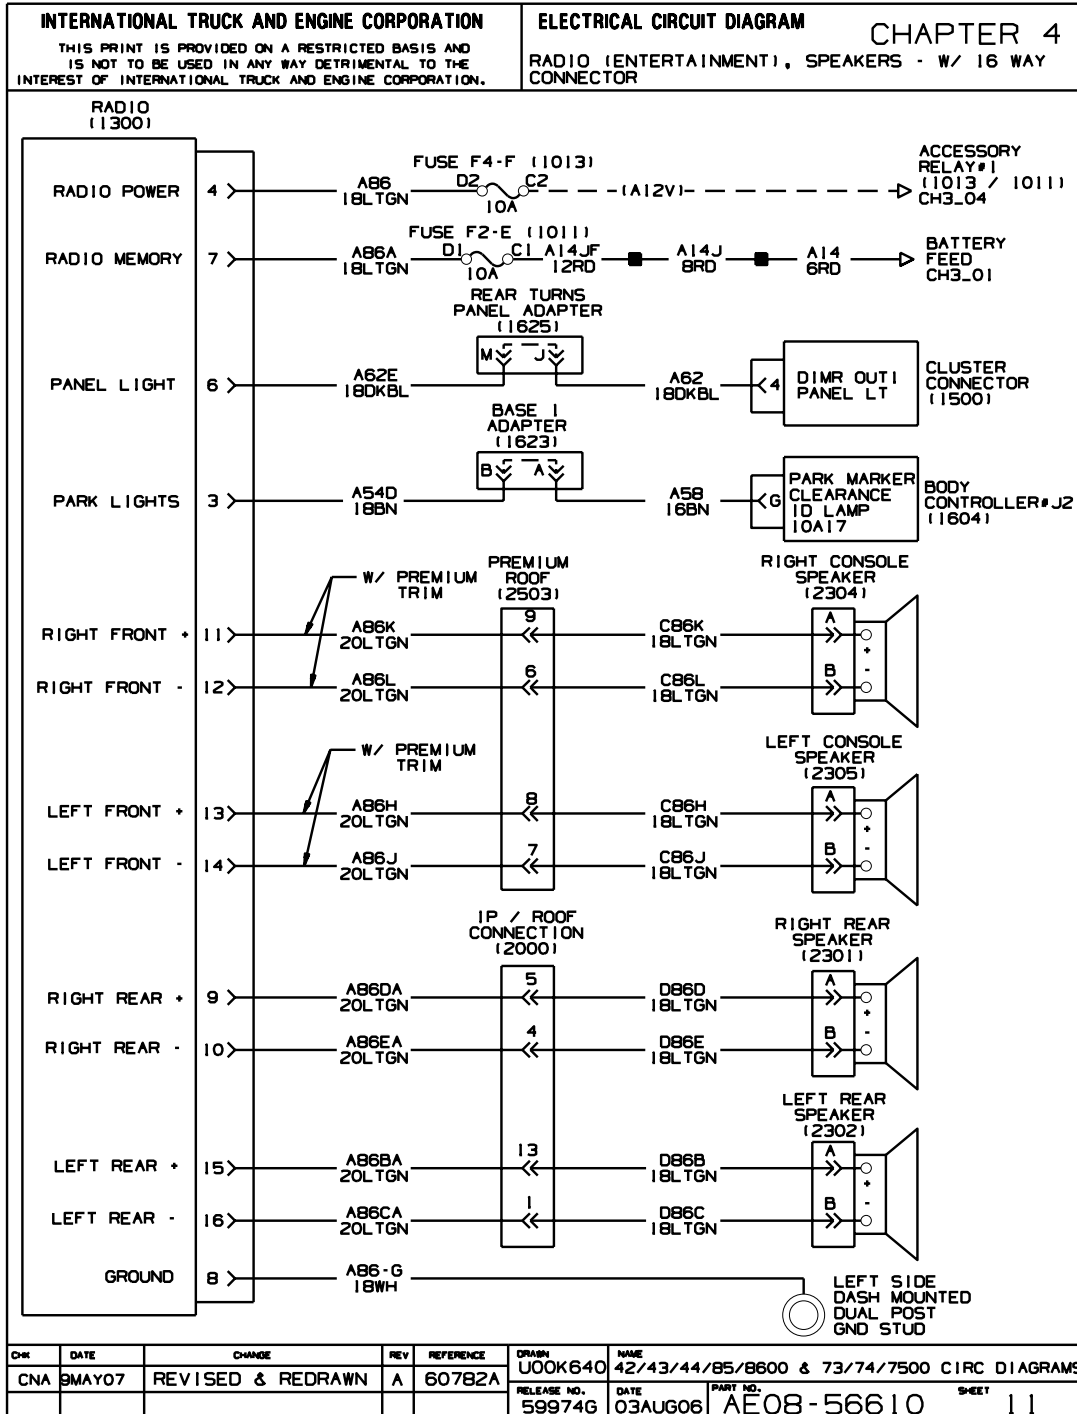 INTERNATIONAL TRUCK AND ENGINE CORPORATION
THIS PRINT IS PROVIDED ON A RESTRICTED BASIS AND
IS NOT TO BE USED IN ANY WAY DETRIMENTAL TO THE
INTEREST OF INTERNATIONAL TRUCK AND ENGINE CORPORATION.
ELECTRICAL CIRCUIT DIAGRAM
CHAPTER 4
RADIO (ENTERTAINMENT), SPEAKERS - W/ 16 WAY
CONNECTOR
RADIO
(1300)
RADIO POWER
4
A86
18LTGN
FUSE F4-F (1013)
D2
C2
10A
(A12V)
ACCESSORY
RELAY#1
(1013 / 1011)
CH3_04
RADIO MEMORY
7
A86A
18LTGN
FUSE F2-E (1011)
D1
C1
10A
A14JF
12RD
A14J
8RD
A14
6RD
BATTERY
FEED
CH3_01
REAR TURNS
PANEL ADAPTER
(1625)
M
J
PANEL LIGHT
6
A62E
18DKBL
A62
18DKBL
4
DIMR OUT1
PANEL LT
CLUSTER
CONNECTOR
(1500)
BASE 1
ADAPTER
(1623)
B
A
PARK LIGHTS
3
A54D
18BN
A58
16BN
G
PARK MARKER
CLEARANCE
ID LAMP
10A17
BODY
CONTROLLER#J2
(1604)
W/ PREMIUM
TRIM
PREMIUM
ROOF
(2503)
RIGHT CONSOLE
SPEAKER
(2304)
RIGHT FRONT +
11
A86K
20LTGN
9
C86K
18LTGN
A
+
RIGHT FRONT -
12
A86L
20LTGN
6
C86L
18LTGN
B
-
W/ PREMIUM
TRIM
LEFT CONSOLE
SPEAKER
(2305)
LEFT FRONT +
13
A86H
20LTGN
8
C86H
18LTGN
A
+
LEFT FRONT -
14
A86J
20LTGN
7
C86J
18LTGN
B
-
IP / ROOF
CONNECTION
(2000)
RIGHT REAR
SPEAKER
(2301)
RIGHT REAR +
9
A86DA
20LTGN
5
D86D
18LTGN
A
+
RIGHT REAR -
10
A86EA
20LTGN
4
D86E
18LTGN
B
-
LEFT REAR
SPEAKER
(2302)
LEFT REAR +
15
A86BA
20LTGN
13
D86B
18LTGN
A
+
LEFT REAR -
16
A86CA
20LTGN
1
D86C
18LTGN
B
-
GROUND
8
A86-G
18WH
LEFT SIDE
DASH MOUNTED
DUAL POST
GND STUD
CHK
DATE
CHANGE
REV
REFERENCE
CNA
9MAY07
REVISED & REDRAWN
A
60782A
DRAWN
U00K640
NAME
42/43/44/85/8600 & 73/74/7500 CIRC DIAGRAMS
RELEASE NO.
59974G
DATE
03AUG06
PART NO.
AE08-56610
SHEET
11